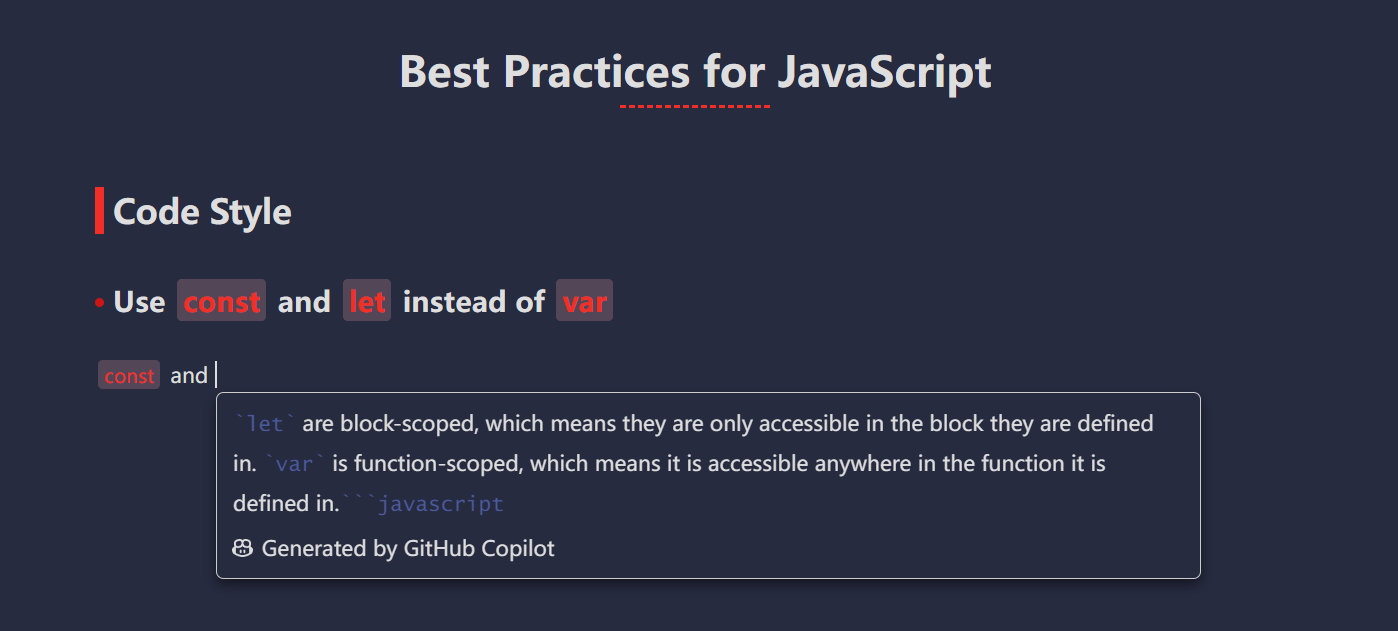 Best Practices for JavaScript
Code Style
• Use const and let instead of var
const and
`let` are block-scoped, which means they are only accessible in the block they are defined
in. `var` is function-scoped, which means it is accessible anywhere in the function it is
defined in.```javascript
Generated by GitHub Copilot